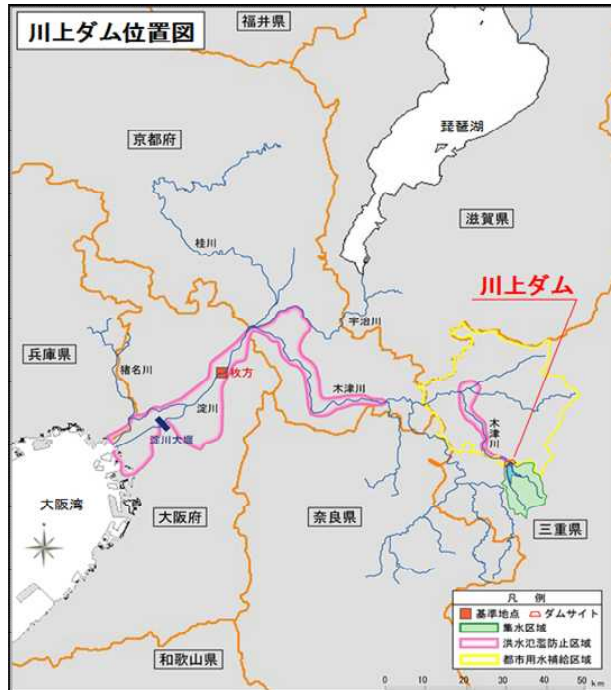 川上ダム位置図
福井県
京都府
琵琶湖
滋賀県
桂川
川上ダム
宇治川
兵庫県
猪名川
枚方
木津川
淀川
木津川
淀川大堰
大阪湾
大阪府
奈良県
三重県
和歌山県
凡 例
基準地点 ダムサイト
集水区域
洪水氾濫防止区域
都市用水補給区域
0 10 20 30 40 50 km